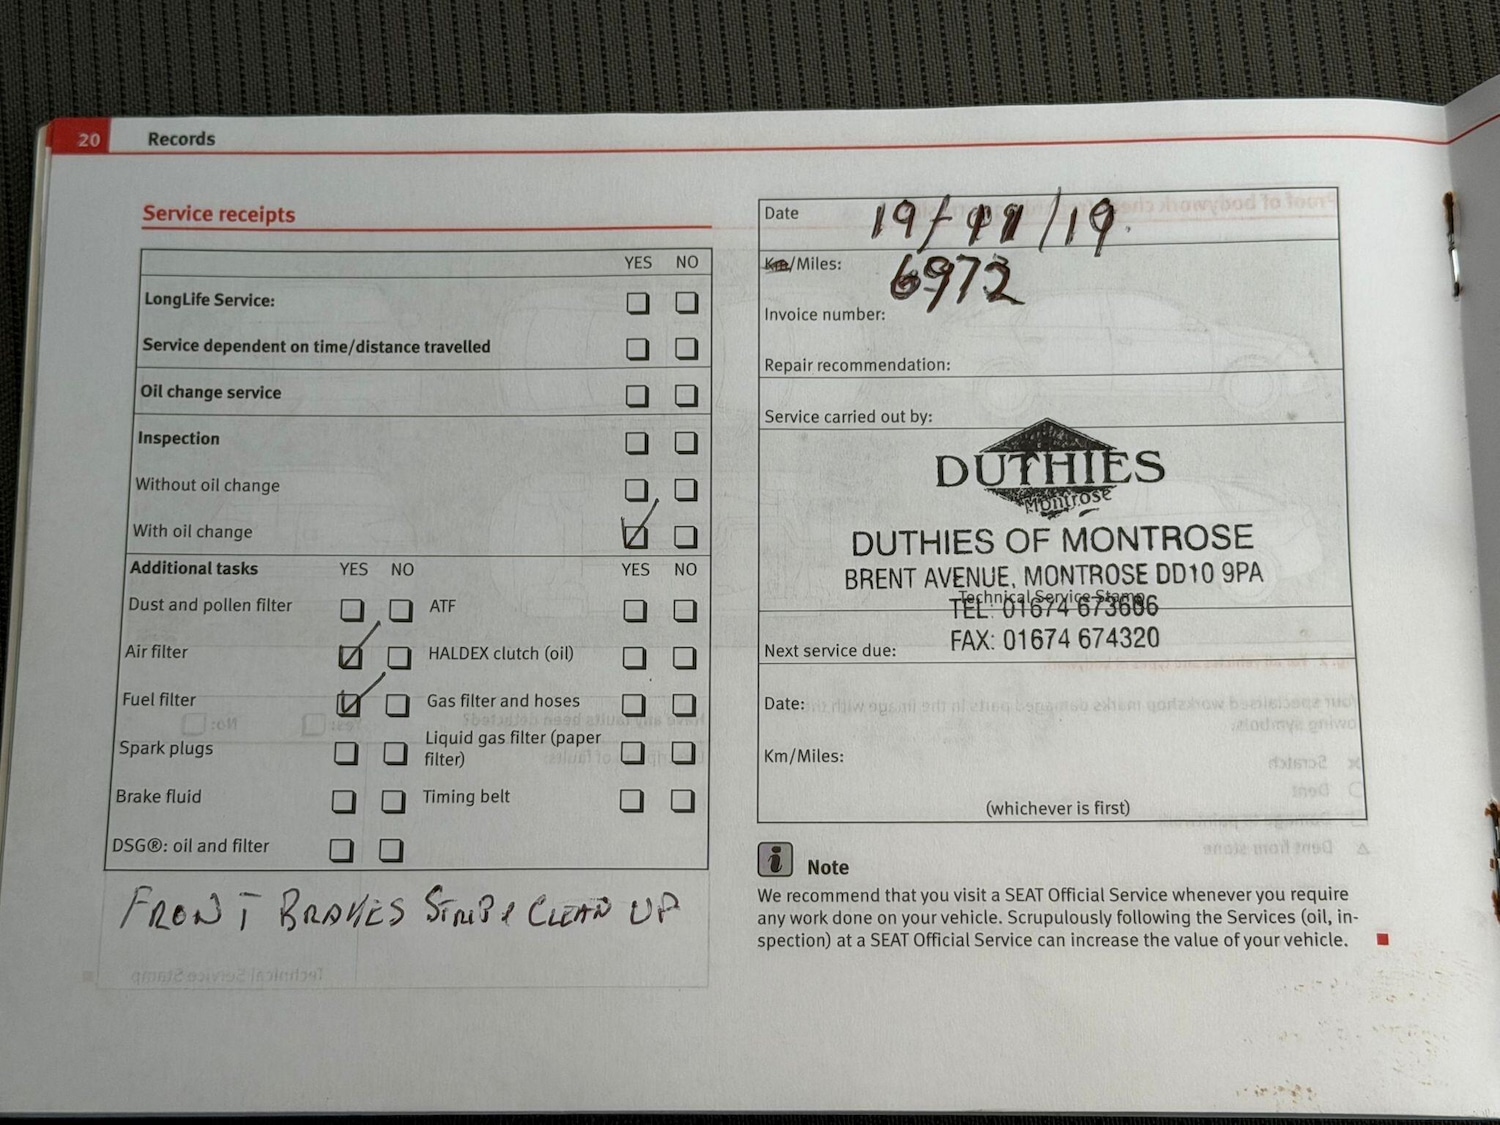 20 Records
Service receipts
YES NO
LongLife Service:
Service dependent on time/distance travelled
Oil change service
Inspection
Without oil change
With oil change
Additional tasks YES NO YES NO
Dust and pollen filter ATF
Air filter HALDEX clutch (oil)
Fuel filter Gas filter and hoses
Spark plugs Liquid gas filter (paper
filter)
Brake fluid Timing belt
DSG®: oil and filter
FRONT BRAKES STRIP & CLEAN UP
Date 19/11/19.
Km/Miles: 6972
Invoice number:
Repair recommendation:
Service carried out by:
DUTHIES
Montrose
DUTHIES OF MONTROSE
BRENT AVENUE, MONTROSE DD10 9PA
Technical Service Stamp
TEL: 01674 673666
FAX: 01674 674320
Next service due:
Date:
Km/Miles:
(whichever is first)
i Note
We recommend that you visit a SEAT Official Service whenever you require
any work done on your vehicle. Scrupulously following the Services (oil, in-
spection) at a SEAT Official Service can increase the value of your vehicle.